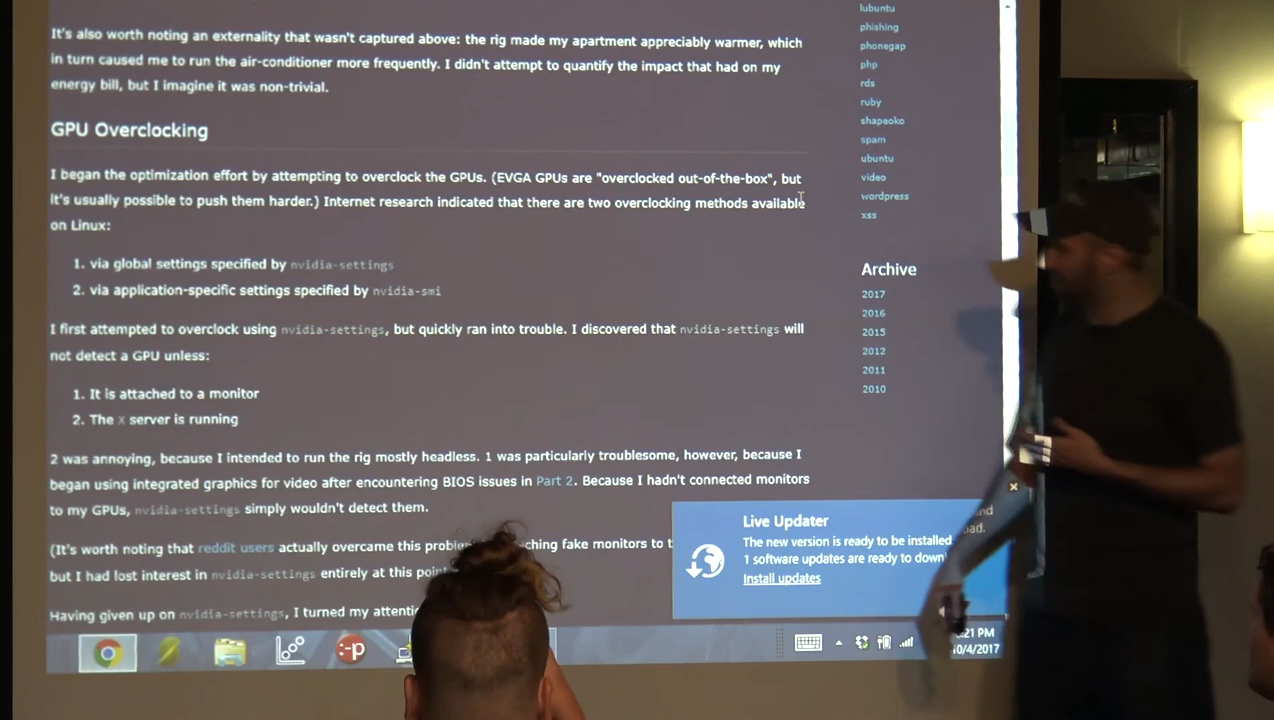 It's also worth noting an externality that wasn't captured above: the rig made my apartment appreciably warmer, which
in turn caused me to run the air-conditioner more frequently. I didn't attempt to quantify the impact that had on my
energy bill, but I imagine it was non-trivial.
GPU Overclocking
I began the optimization effort by attempting to overclock the GPUs. (EVGA GPUs are "overclocked out-of-the-box", but
it's usually possible to push them harder.) Internet research indicated that there are two overclocking methods available
on Linux:
1. via global settings specified by nvidia-settings
2. via application-specific settings specified by nvidia-smi
I first attempted to overclock using nvidia-settings, but quickly ran into trouble. I discovered that nvidia-settings will
not detect a GPU unless:
1. It is attached to a monitor
2. The X server is running
2 was annoying, because I intended to run the rig mostly headless. 1 was particularly troublesome, however, because I
began using integrated graphics for video after encountering BIOS issues in Part 2. Because I hadn't connected monitors
to my GPUs, nvidia-settings simply wouldn't detect them.
(It's worth noting that reddit users actually overcame this fake monitors to
but I had lost interest in nvidia-settings entirely at this
Having given up on nvidia-settings, I turned my
lubuntu
phishing
phonegap
php
rds
ruby
shapeoko
spam
ubuntu
video
wordpress
xss
Archive
2017
2016
2015
2012
2011
2010
Live Updater
The new version is ready to be installed
1 software updates are ready to
Install updates
:-p
:21 PM
10/4/2017